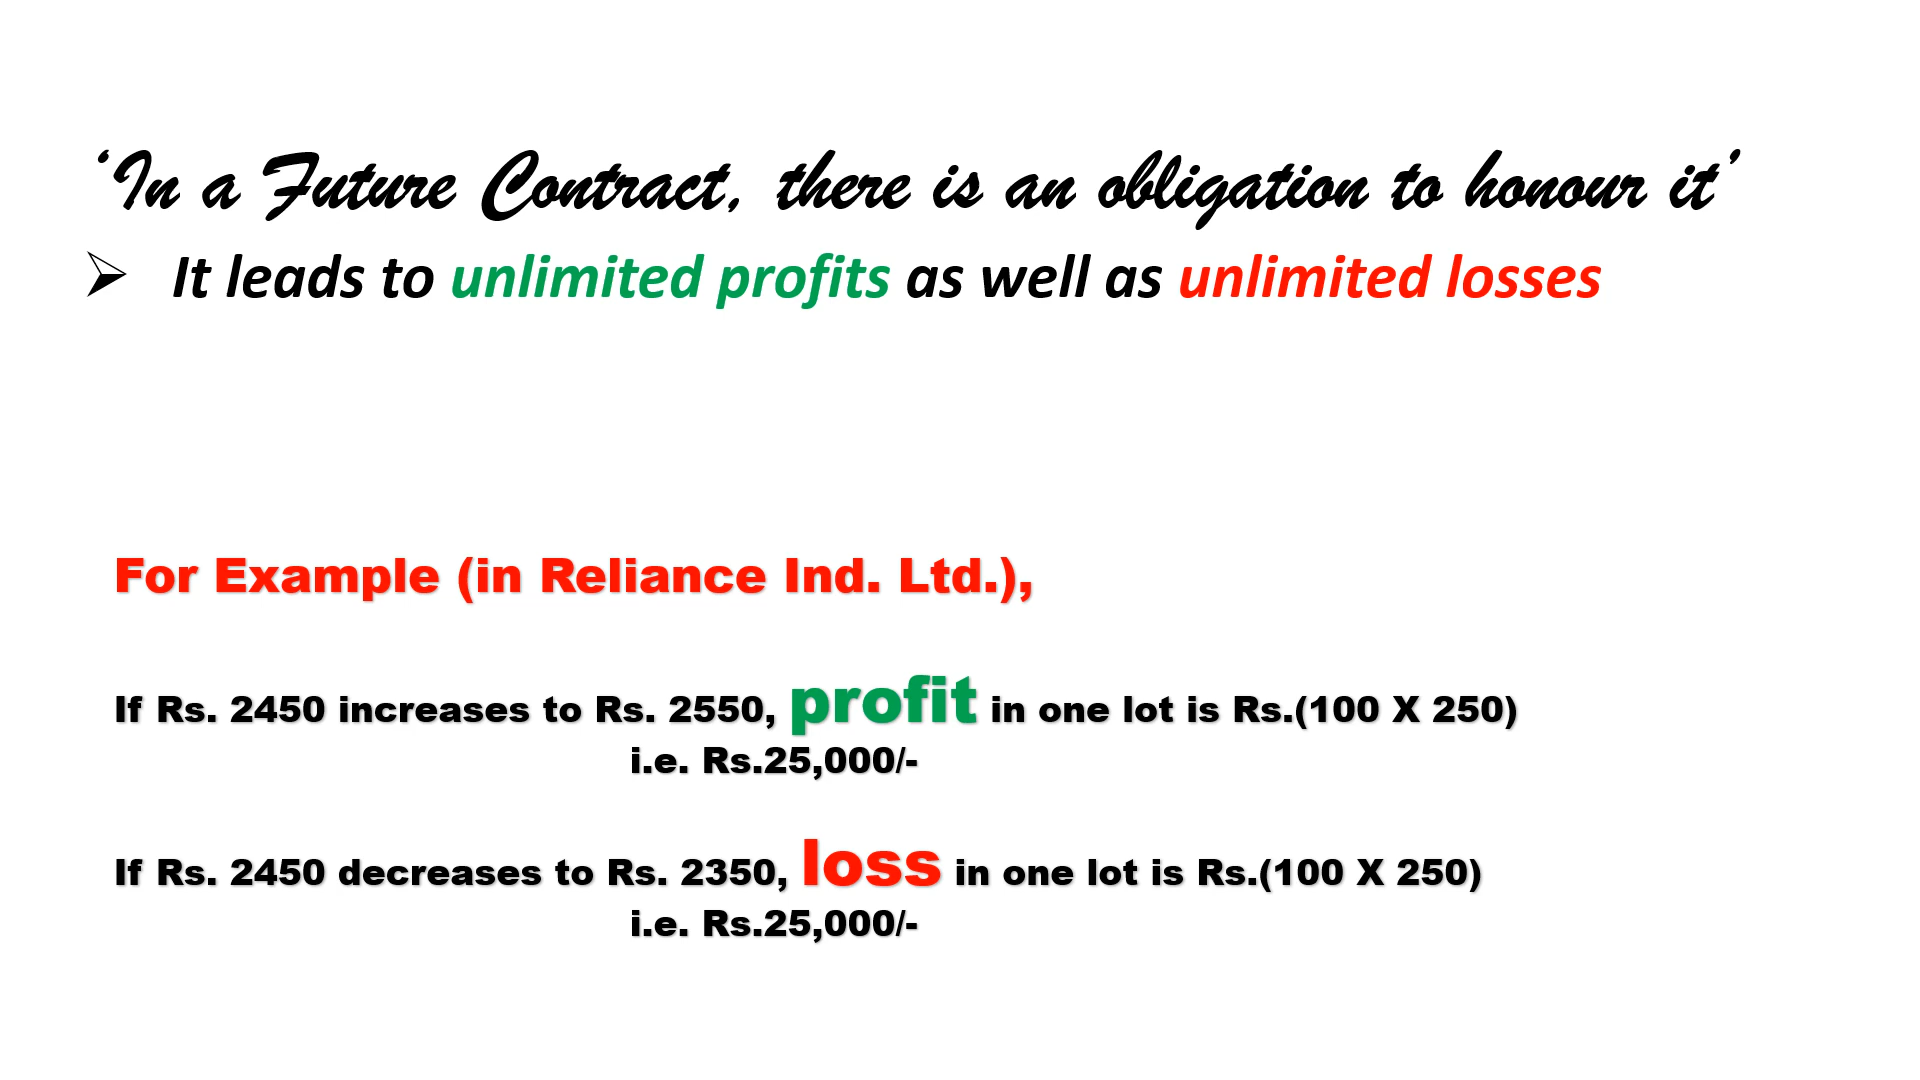 ‘In a Future Contract, there is an obligation to honour it’
➢ It leads to unlimited profits as well as unlimited losses
For Example (in Reliance Ind. Ltd.),
If Rs. 2450 increases to Rs. 2550, profit in one lot is Rs.(100 X 250)
i.e. Rs.25,000/-
If Rs. 2450 decreases to Rs. 2350, loss in one lot is Rs.(100 X 250)
i.e. Rs.25,000/-